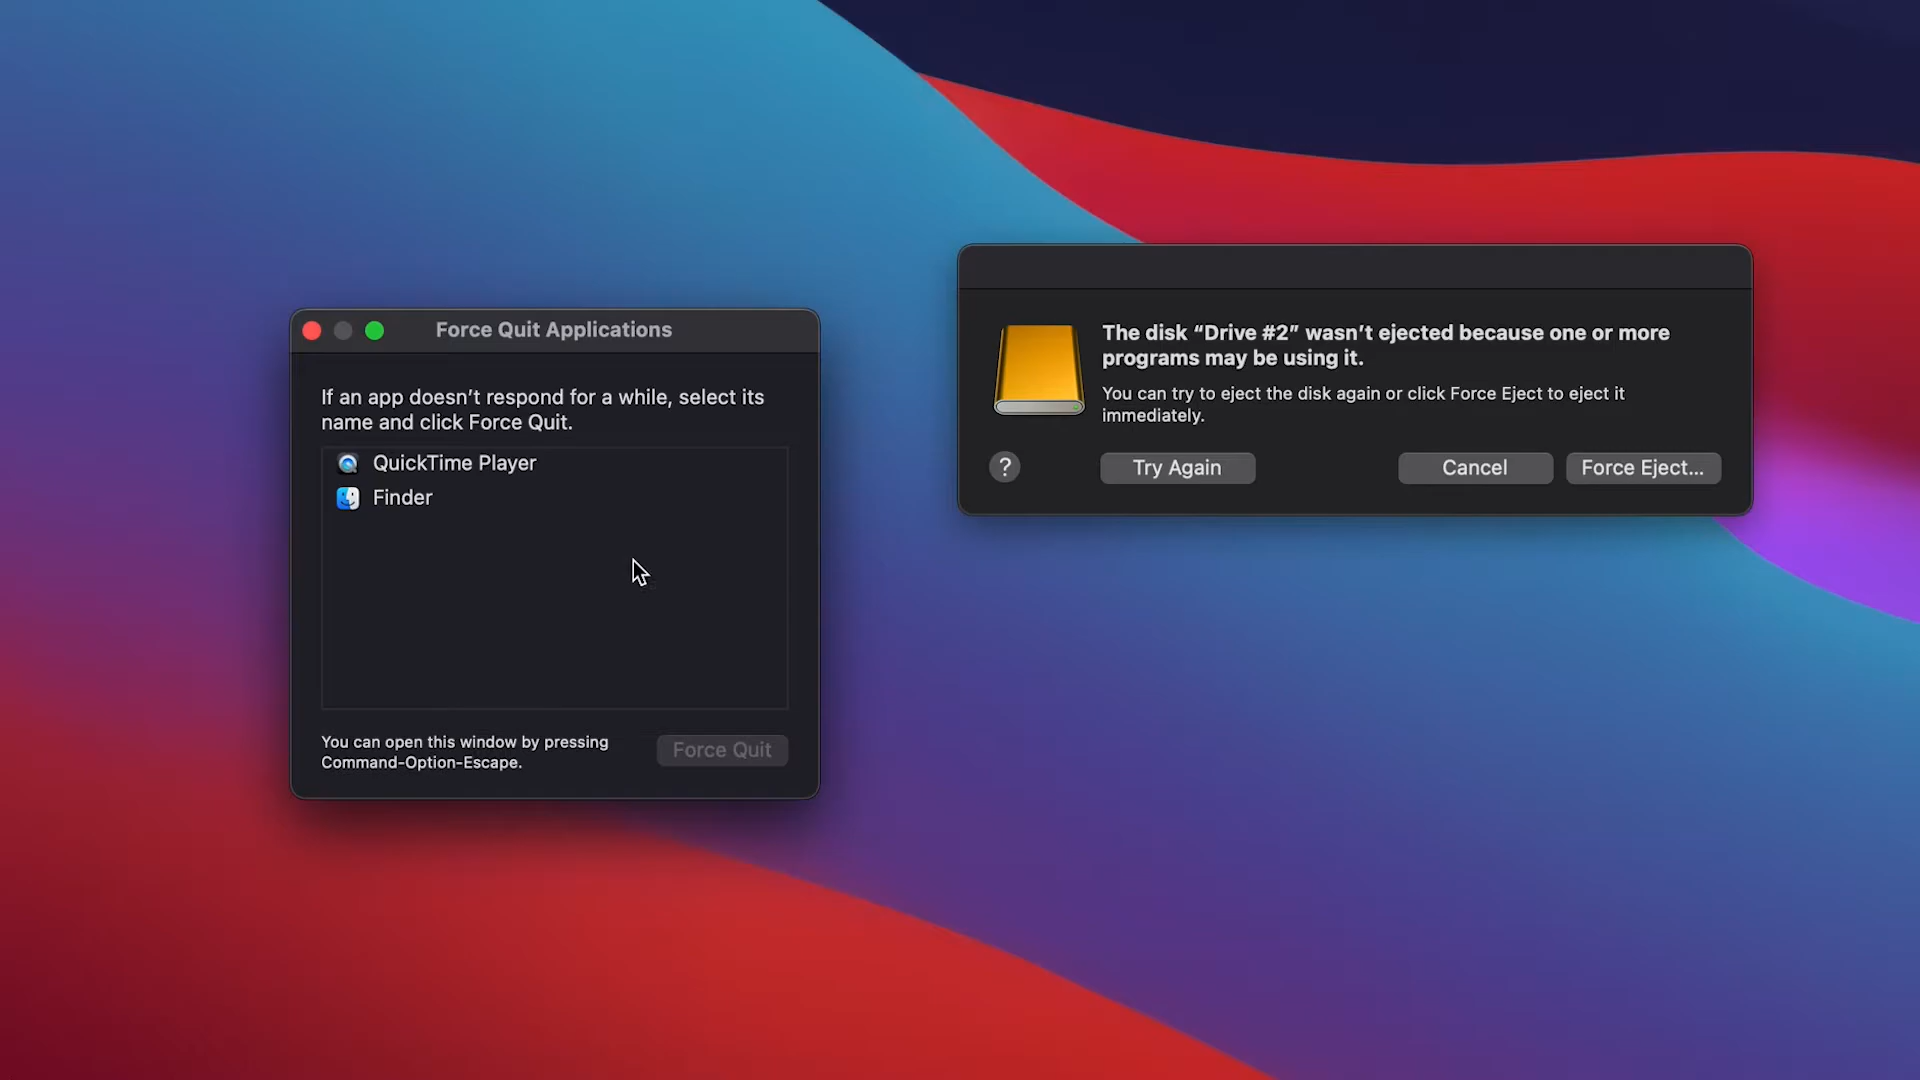 Force Quit Applications
If an app doesn’t respond for a while, select its
name and click Force Quit.
QuickTime Player
Finder
You can open this window by pressing
Command-Option-Escape.
Force Quit
The disk “Drive #2” wasn’t ejected because one or more
programs may be using it.
You can try to eject the disk again or click Force Eject to eject it
immediately.
?
Try Again
Cancel
Force Eject...